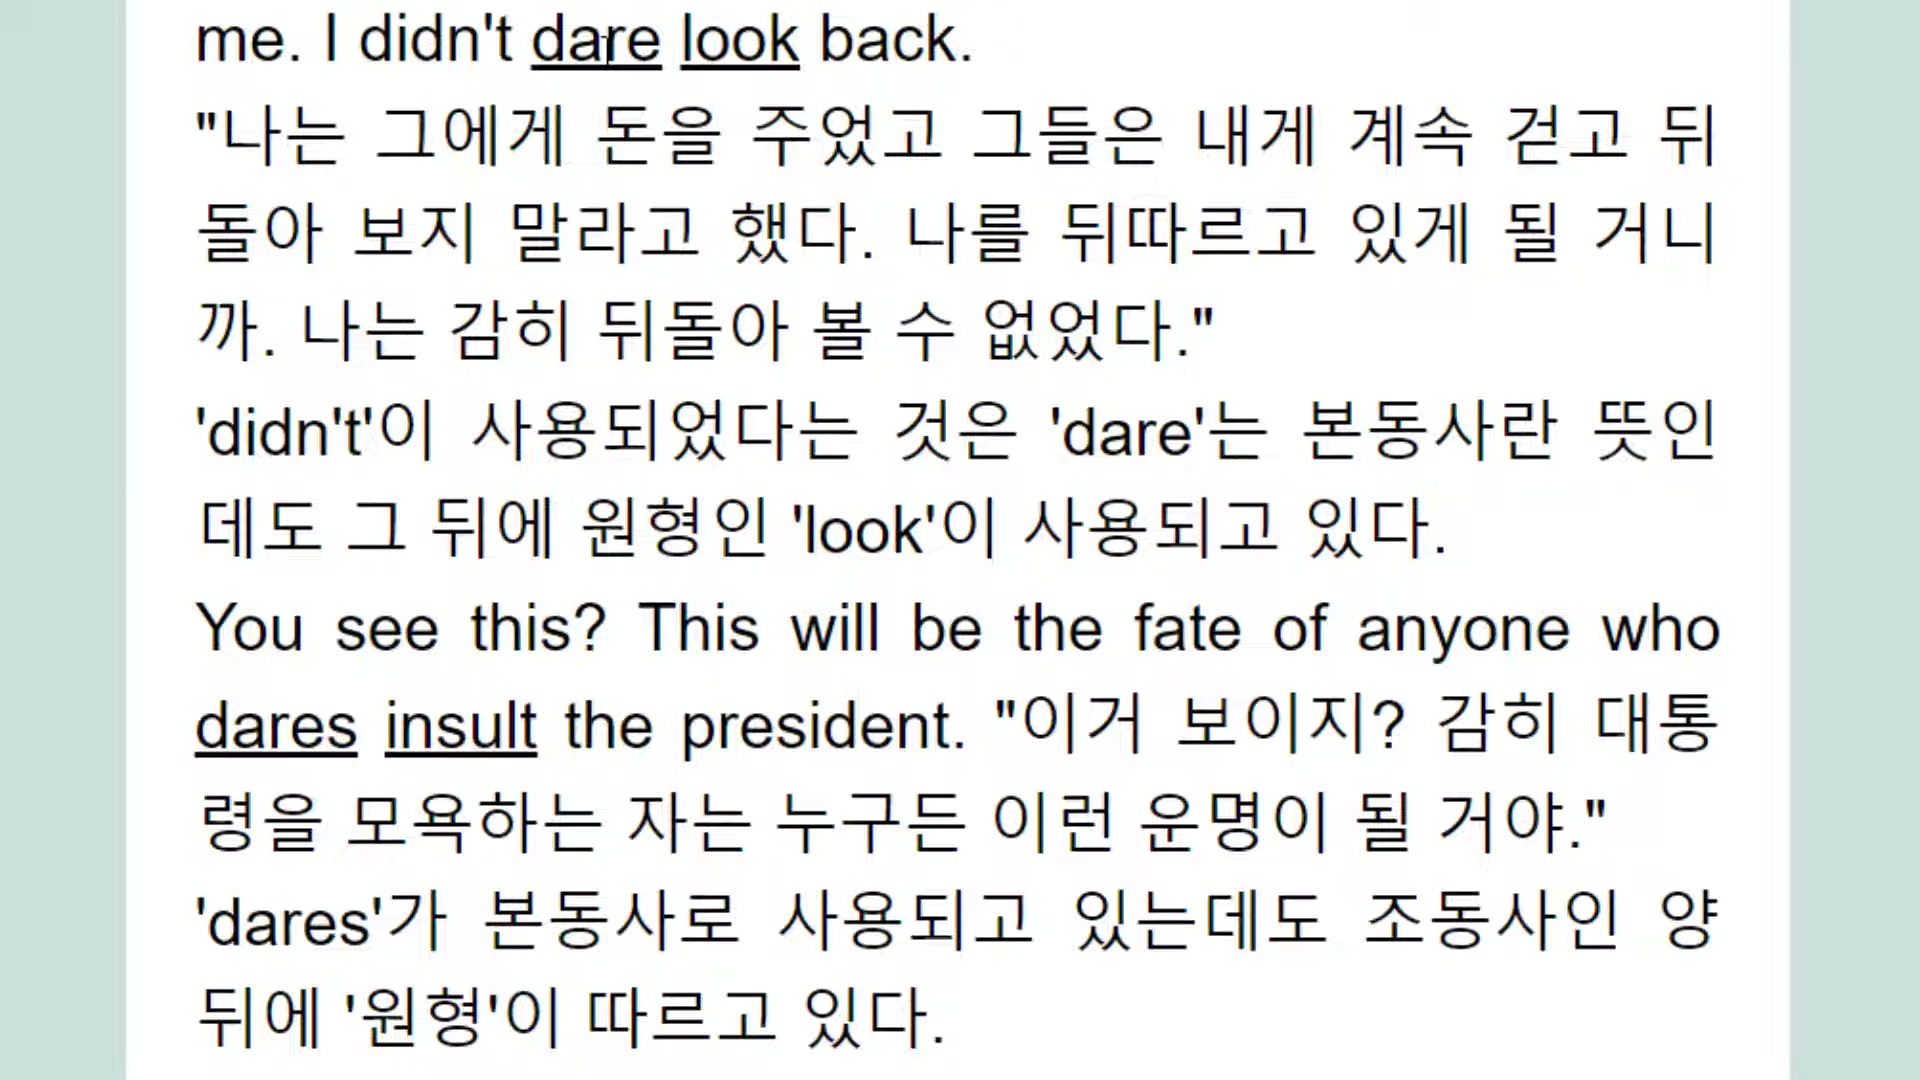 me. I didn't dare look back.
"나는 그에게 돈을 주었고 그들은 내게 계속 걷고 뒤
돌아 보지 말라고 했다. 나를 뒤따르고 있게 될 거니
까. 나는 감히 뒤돌아 볼 수 없었다."
'didn't'이 사용되었다는 것은 'dare'는 본동사란 뜻인
데도 그 뒤에 원형인 'look'이 사용되고 있다.
You see this? This will be the fate of anyone who
dares insult the president. "이거 보이지? 감히 대통
령을 모욕하는 자는 누구든 이런 운명이 될 거야."
'dares'가 본동사로 사용되고 있는데도 조동사인 양
뒤에 '원형'이 따르고 있다.